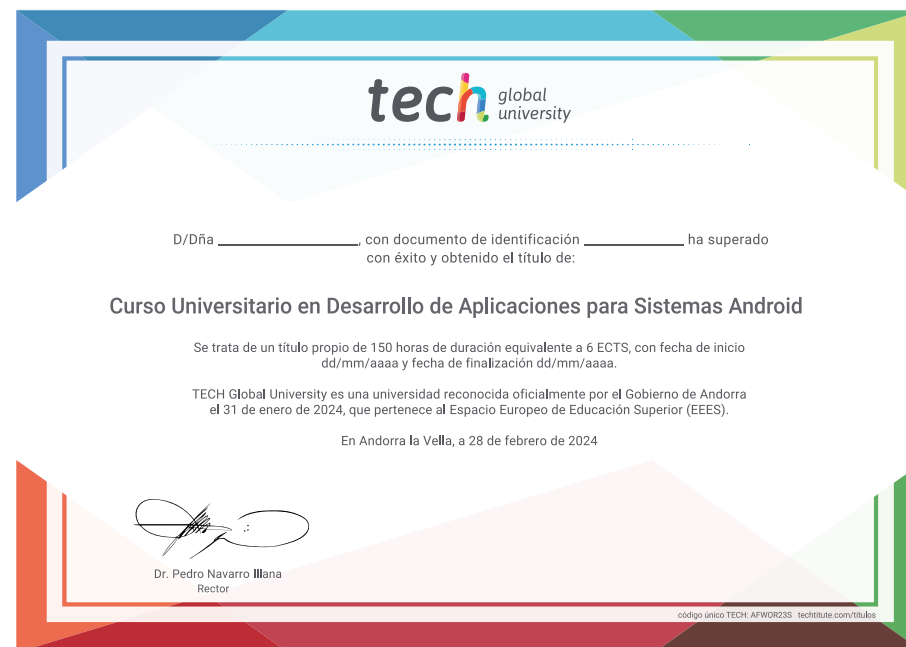 tech global
university
D/Dña ______________, con documento de identificación __________ ha superado
con éxito y obtenido el título de:
Curso Universitario en Desarrollo de Aplicaciones para Sistemas Android
Se trata de un título propio de 150 horas de duración equivalente a 6 ECTS, con fecha de inicio
dd/mm/aaaa y fecha de finalización dd/mm/aaaa.
TECH Global University es una universidad reconocida oficialmente por el Gobierno de Andorra
el 31 de enero de 2024, que pertenece al Espacio Europeo de Educación Superior (EEES).
En Andorra la Vella, a 28 de febrero de 2024
Dr. Pedro Navarro Illana
Rector
código único TECH: AFWOR23S techtitute.com/titulos